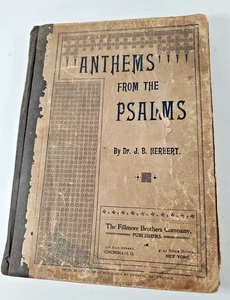 ANTHEMS
FROM THE
PSALMS
By Dr. J. B. HERBERT.
The Fillmore Brothers Company,
PUBLISHERS.
CINCINNATI, O.
NEW YORK